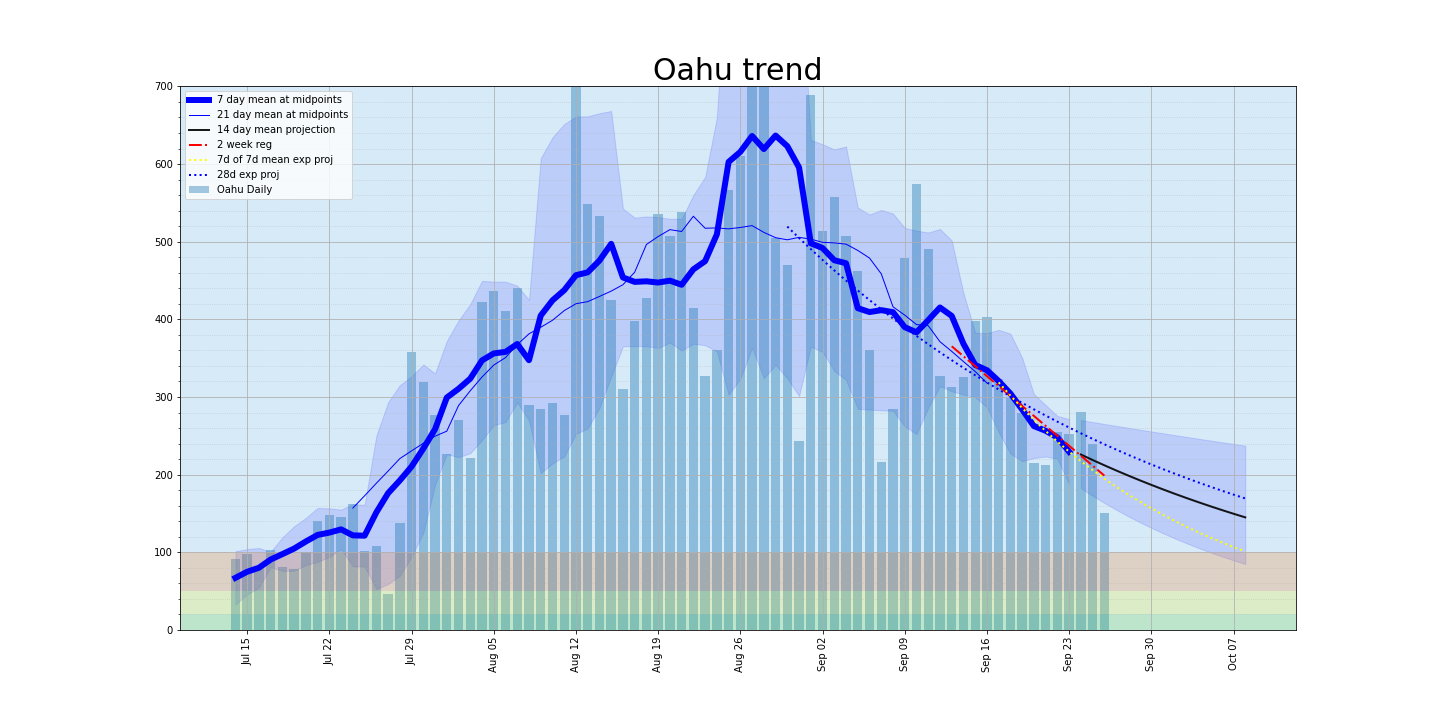 Oahu trend
700
600
500
400
300
200
100
0
7 day mean at midpoints
21 day mean at midpoints
14 day mean projection
2 week reg
7d of 7d mean exp proj
28d exp proj
Oahu Daily
Jul 15
Jul 22
Jul 29
Aug 05
Aug 12
Aug 19
Aug 26
Sep 02
Sep 09
Sep 16
Sep 23
Sep 30
Oct 07